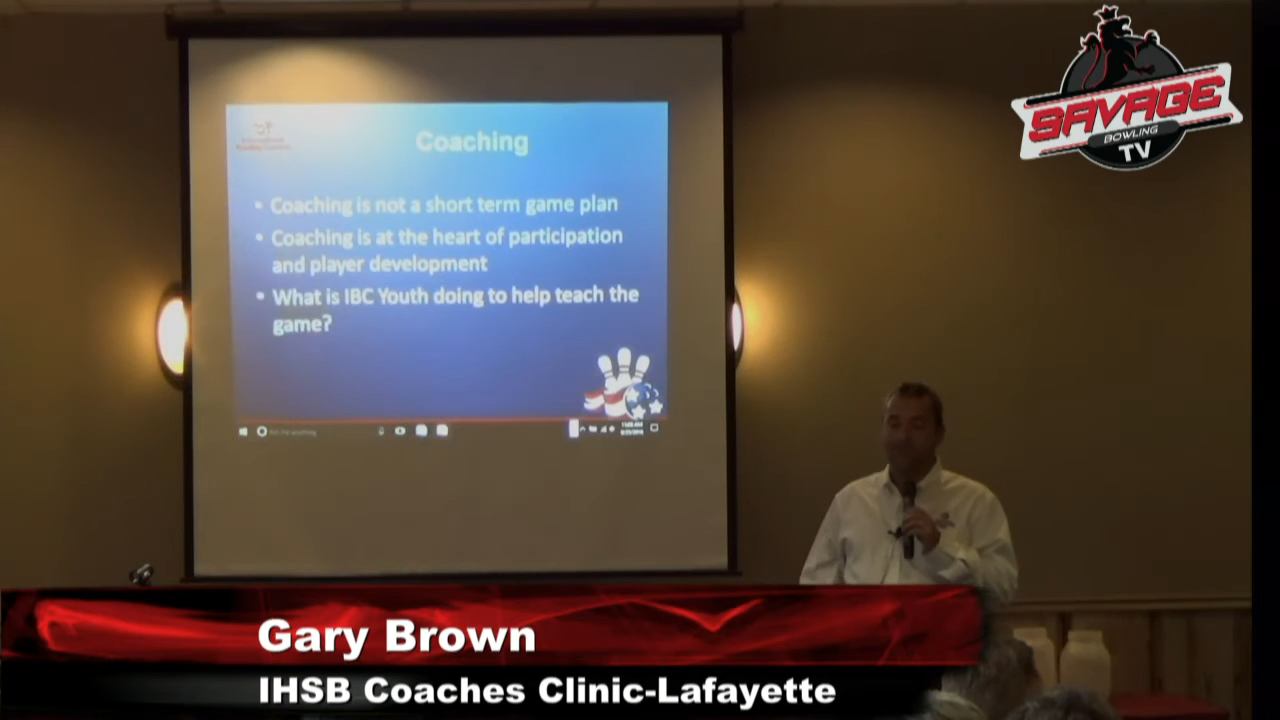 SAVAGE
BOWLING
TV
Coaching
• Coaching is not a short term game plan
• Coaching is at the heart of participation
and player development
• What is IBC Youth doing to help teach the
game?
Gary Brown
IHSB Coaches Clinic-Lafayette